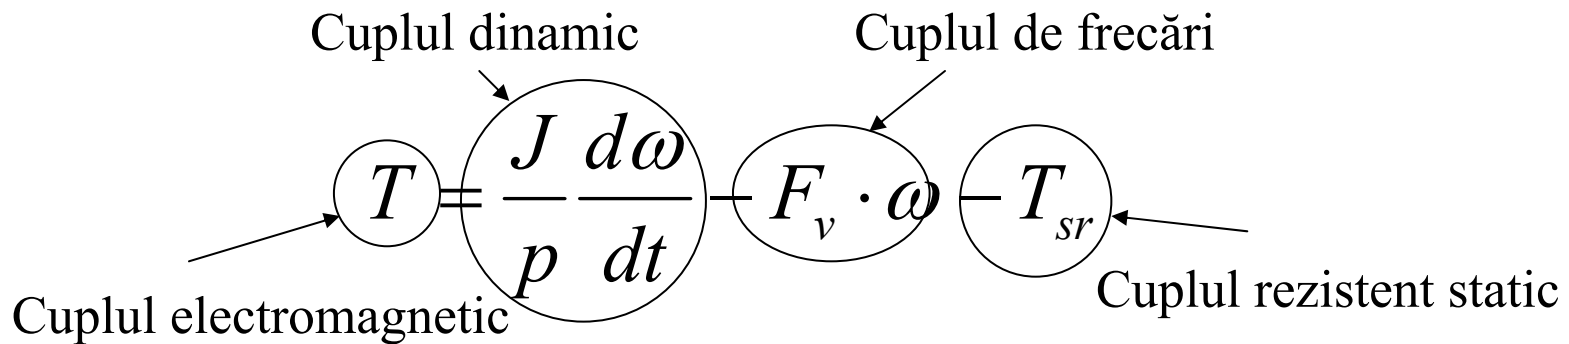 Cuplul dinamic Cuplul de frecări
T = J/p dω/dt − F_v · ω − T_sr
Cuplul electromagnetic Cuplul rezistent static